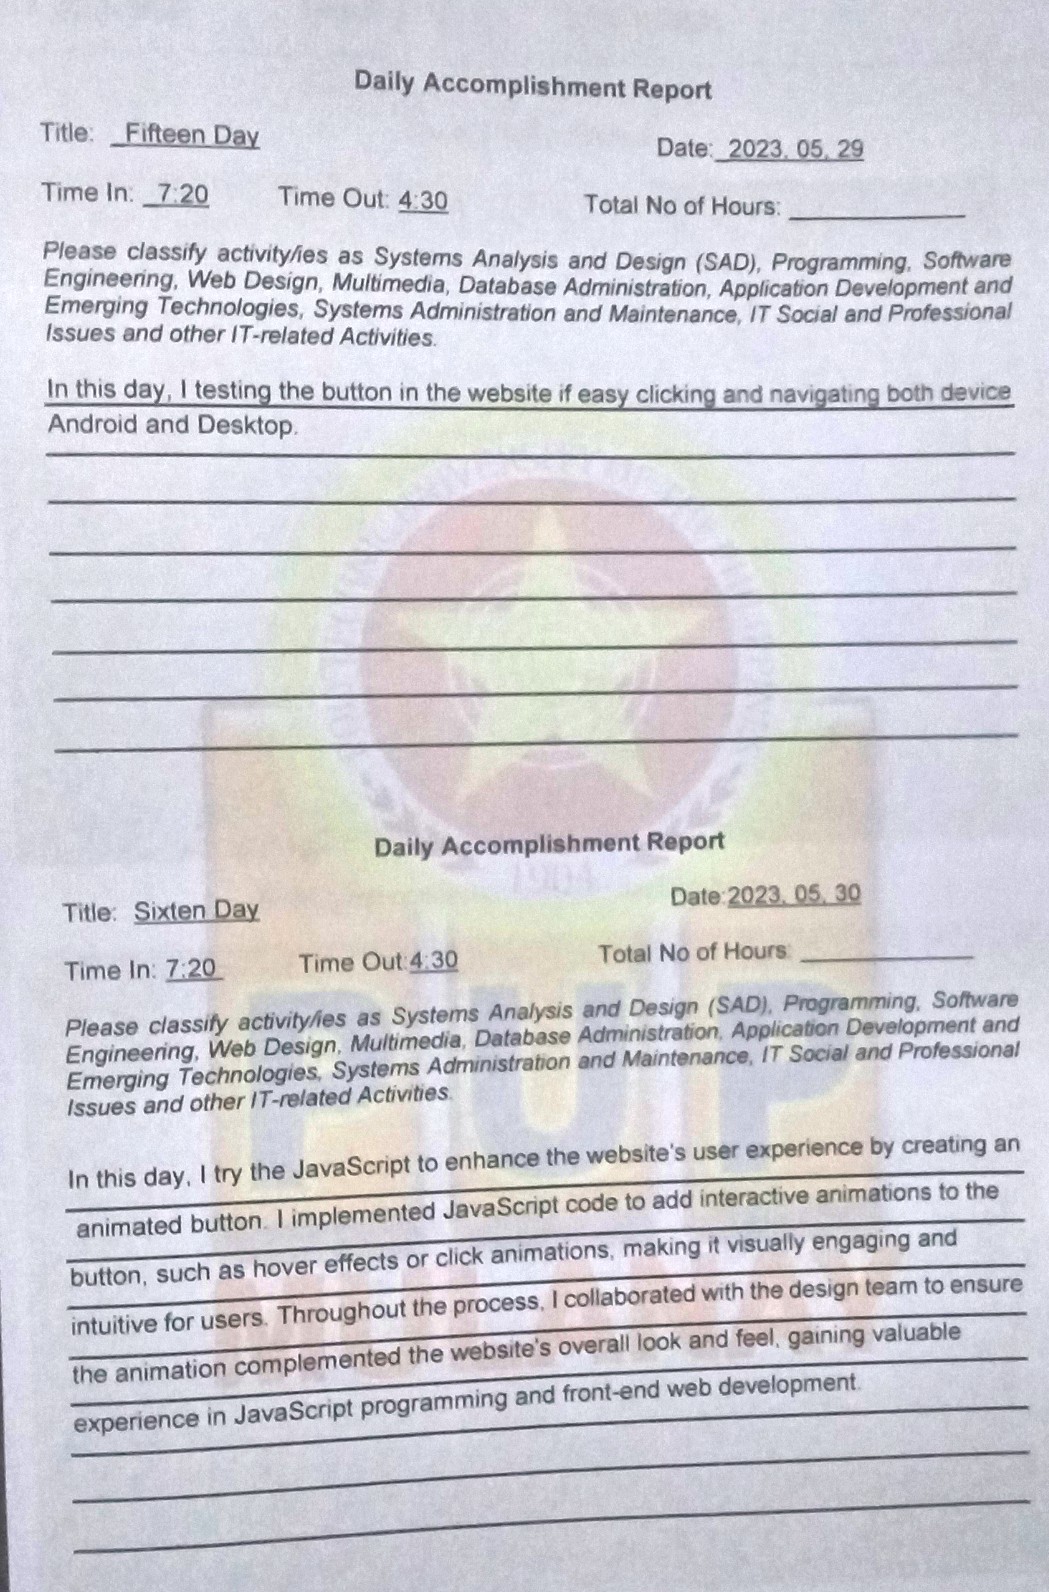 Daily Accomplishment Report
Title: Fifteen Day
Date: 2023. 05. 29
Time In: 7:20 Time Out: 4:30 Total No of Hours:
Please classify activity/ies as Systems Analysis and Design (SAD), Programming, Software
Engineering, Web Design, Multimedia, Database Administration, Application Development and
Emerging Technologies, Systems Administration and Maintenance, IT Social and Professional
Issues and other IT-related Activities.
In this day, I testing the button in the website if easy clicking and navigating both device
Android and Desktop.
Daily Accomplishment Report
1904
Title: Sixten Day
Date:2023. 05. 30
Time In: 7:20 Time Out:4:30 Total No of Hours
Please classify activity/ies as Systems Analysis and Design (SAD), Programming, Software
Engineering, Web Design, Multimedia, Database Administration, Application Development and
Emerging Technologies, Systems Administration and Maintenance, IT Social and Professional
Issues and other IT-related Activities.
PUP
In this day, I try the JavaScript to enhance the website's user experience by creating an
animated button. I implemented JavaScript code to add interactive animations to the
button, such as hover effects or click animations, making it visually engaging and
intuitive for users. Throughout the process, I collaborated with the design team to ensure
the animation complemented the website's overall look and feel, gaining valuable
experience in JavaScript programming and front-end web development.